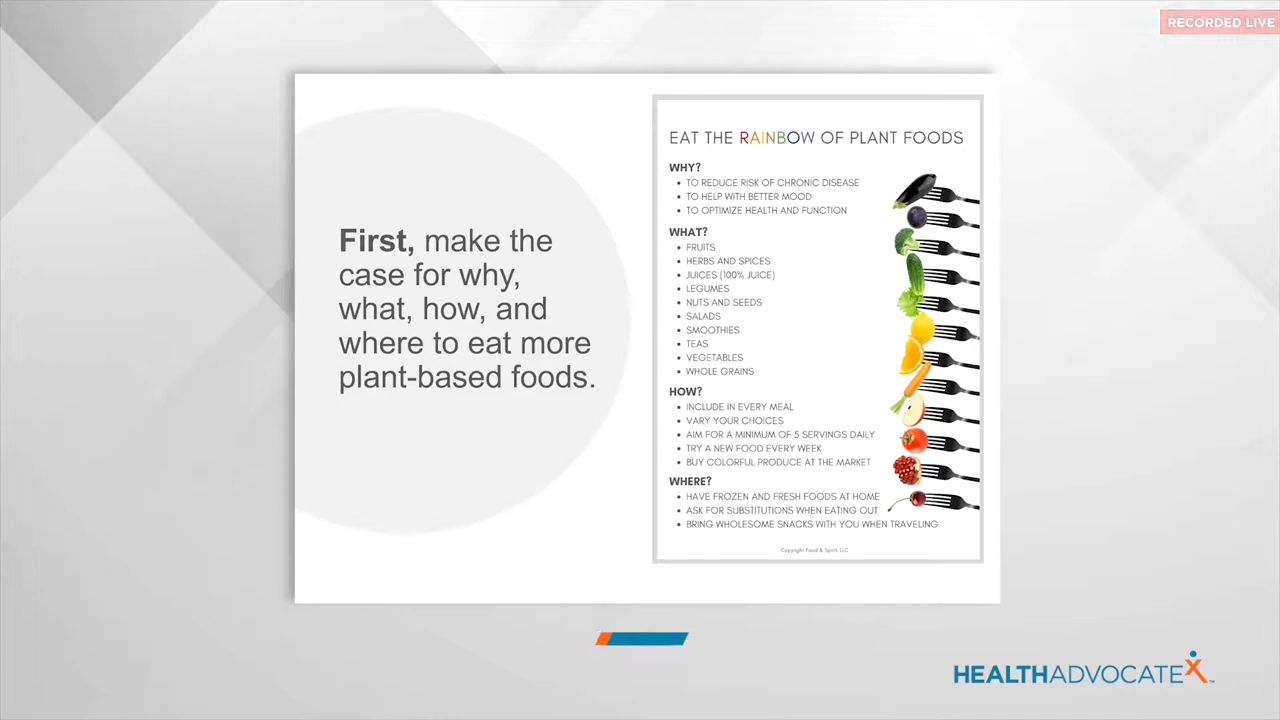 RECORDED LIVE
First, make the
case for why,
what, how, and
where to eat more
plant-based foods.
EAT THE RAINBOW OF PLANT FOODS
WHY?
• TO REDUCE RISK OF CHRONIC DISEASE
• TO HELP WITH BETTER MOOD
• TO OPTIMIZE HEALTH AND FUNCTION
WHAT?
• FRUITS
• HERBS AND SPICES
• JUICES (100% JUICE)
• LEGUMES
• NUTS AND SEEDS
• SALADS
• SMOOTHIES
• TEAS
• VEGETABLES
• WHOLE GRAINS
HOW?
• INCLUDE IN EVERY MEAL
• VARY YOUR CHOICES
• AIM FOR A MINIMUM OF 5 SERVINGS DAILY
• TRY A NEW FOOD EVERY WEEK
• BUY COLORFUL PRODUCE AT THE MARKET
WHERE?
• HAVE FROZEN AND FRESH FOODS AT HOME
• ASK FOR SUBSTITUTIONS WHEN EATING OUT
• BRING WHOLESOME SNACKS WITH YOU WHEN TRAVELING
Copyright Food & Sport, LLC
HEALTHADVOCATEX™